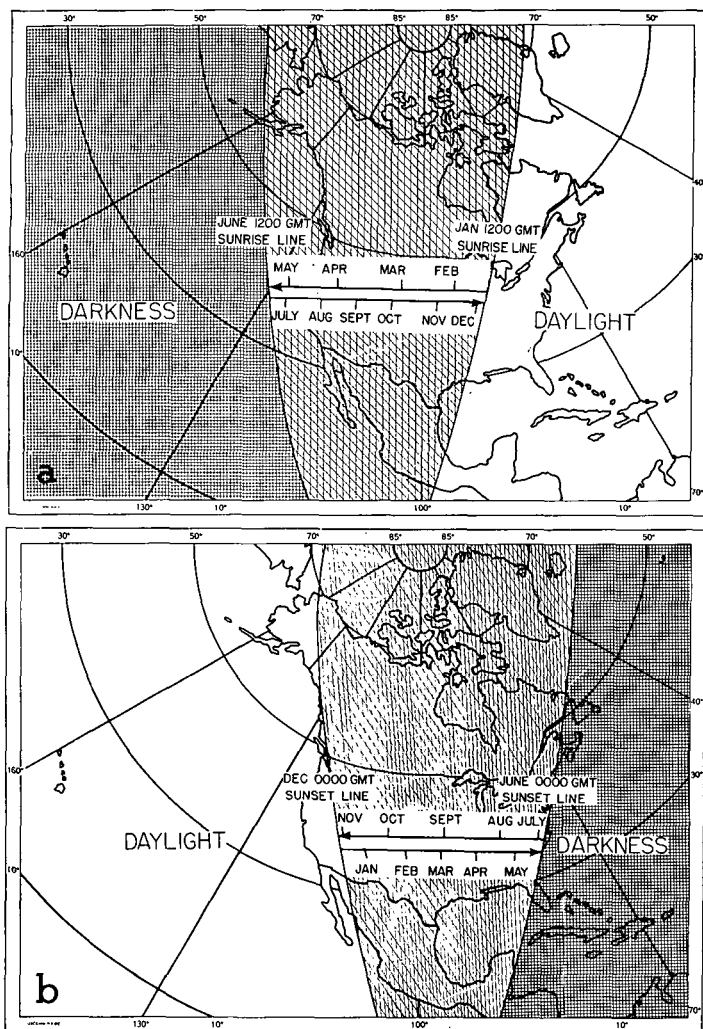 30° 50° 70° 85° 70° 50°
40°
JUNE 1200 GMT JAN 1200 GMT
SUNRISE LINE SUNRISE LINE
160 30
MAY APR MAR FEB
DARKNESS JULY AUG SEPT OCT NOV DEC DAYLIGHT
10°
a
70°
130° 10° 100° 10°
30° 50° 70° 85° 70° 50°
40°
160 DEC 0000 GMT JUNE 0000 GMT 30°
SUNSET LINE SUNSET LINE
NOV OCT SEPT AUG JULY
DAYLIGHT DARKNESS
JAN FEB MAR APR MAY
10°
b
70°
130° 10° 100° 10°